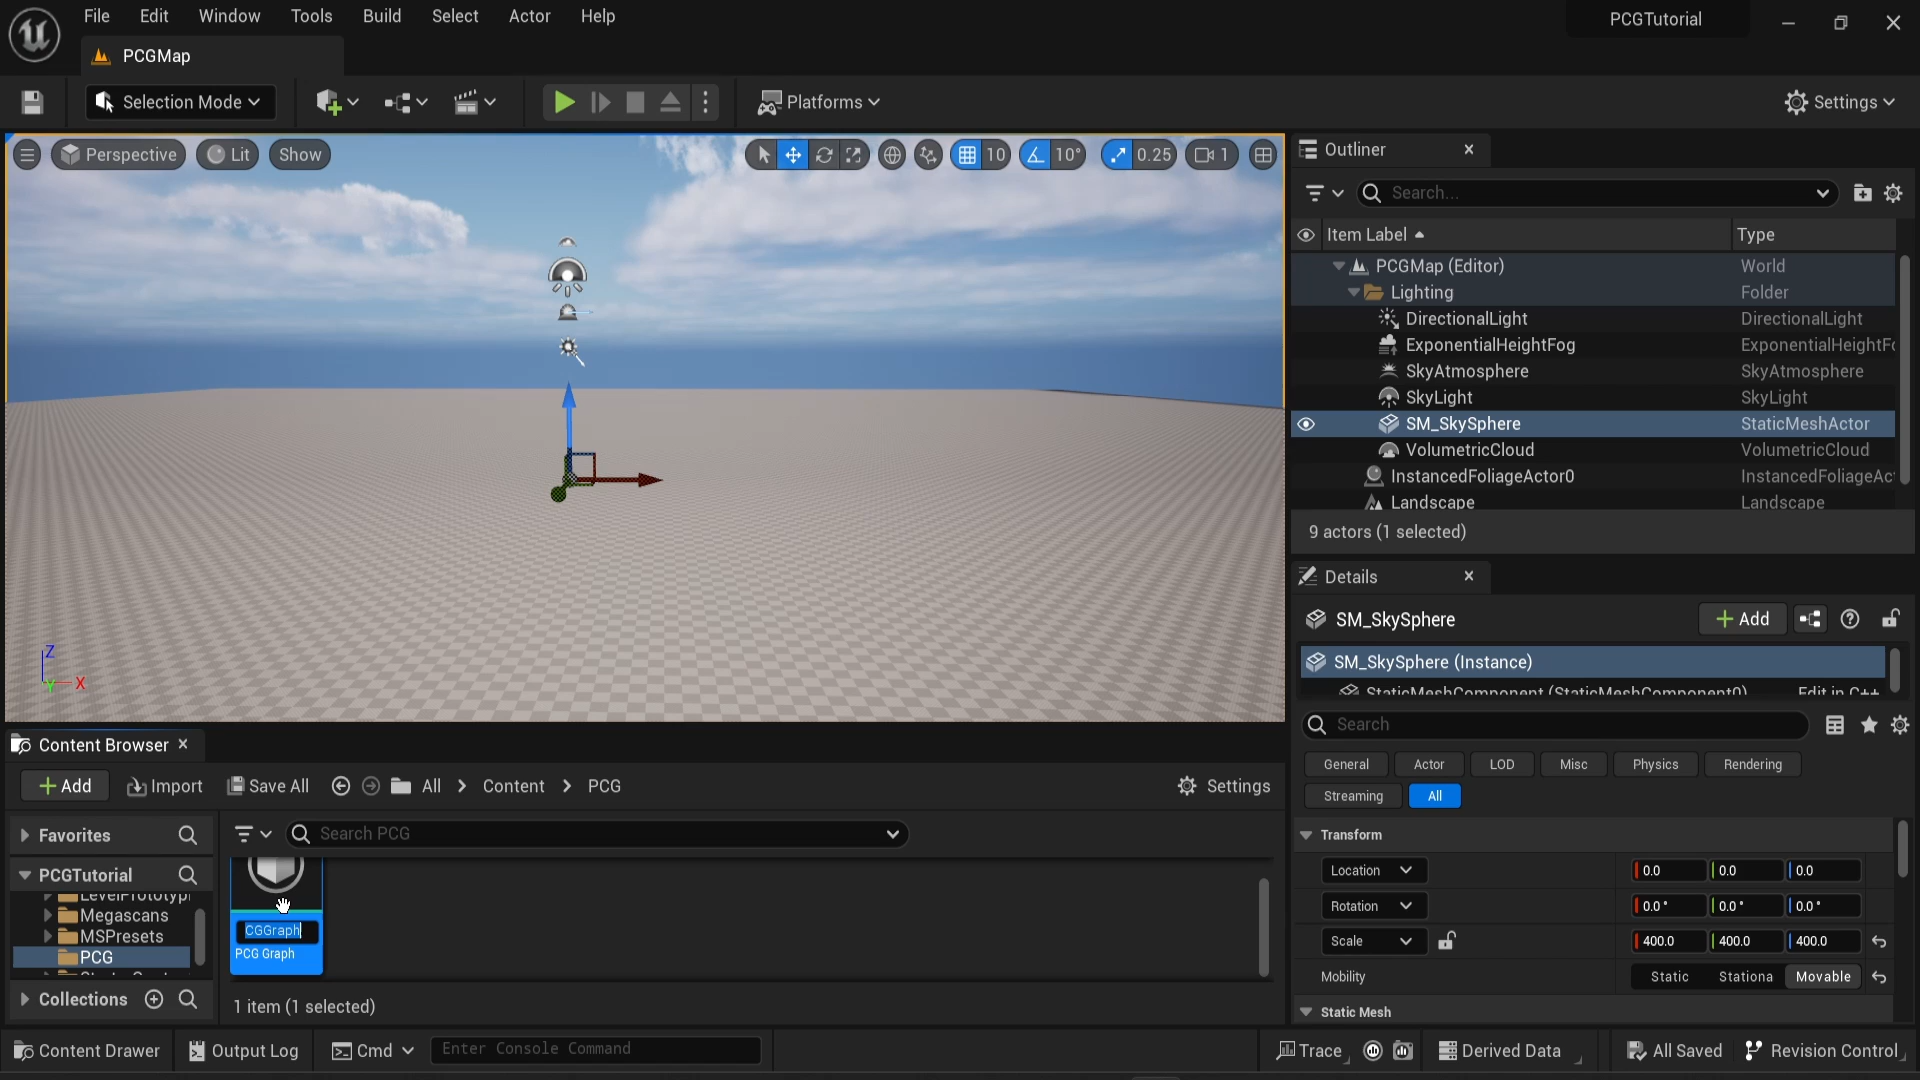 File Edit Window Tools Build Select Actor Help
PCGTutorial
PCGMap
Selection Mode
Platforms
Settings
Perspective
Lit
Show
10
10°
0.25
1
Outliner
Search...
Item Label
Type
PCGMap (Editor) World
Lighting Folder
DirectionalLight DirectionalLight
ExponentialHeightFog ExponentialHeightFo
SkyAtmosphere SkyAtmosphere
SkyLight SkyLight
SM_SkySphere StaticMeshActor
VolumetricCloud VolumetricCloud
InstancedFoliageActor0 InstancedFoliageAc
Landscape Landscape
9 actors (1 selected)
Z
Y X
Details
SM_SkySphere
Add
SM_SkySphere (Instance)
StaticMeshComponent (StaticMeshComponent0) Edit in C++
Search
General Actor LOD Misc Physics Rendering
Streaming All
Transform
Location 0.0 0.0 0.0
Rotation 0.0° 0.0° 0.0°
Scale 400.0 400.0 400.0
Mobility Static Stationa Movable
Static Mesh
Content Browser
Add Import Save All All Content PCG Settings
Favorites
Search PCG
PCGTutorial
LevelPrototypi
Megascans
MSPresets
PCG
Collections
CGGraph
PCG Graph
1 item (1 selected)
Content Drawer Output Log Cmd Enter Console Command Trace Derived Data All Saved Revision Control